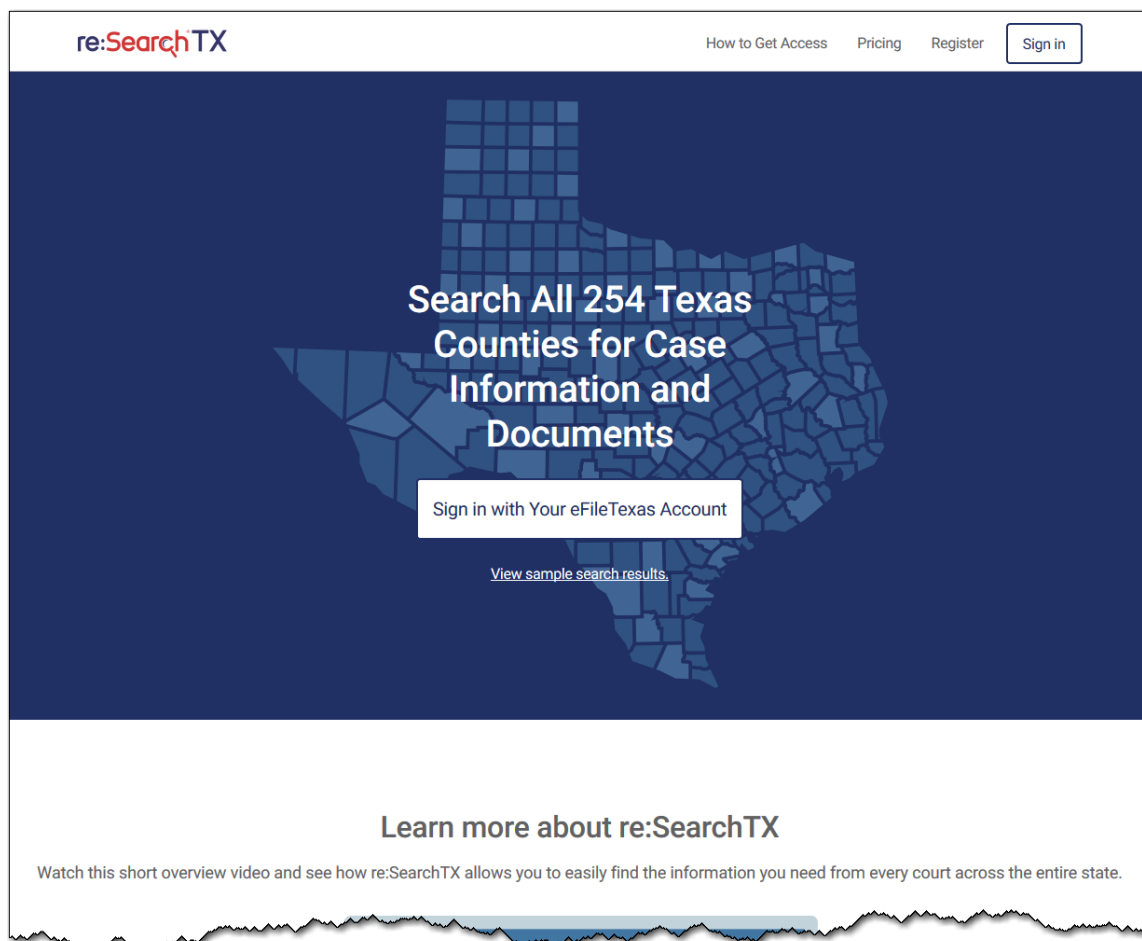 re:SearchTX
How to Get Access
Pricing
Register
Sign in
Search All 254 Texas
Counties for Case
Information and
Documents
Sign in with Your eFileTexas Account
View sample search results.
Learn more about re:SearchTX
Watch this short overview video and see how re:SearchTX allows you to easily find the information you need from every court across the entire state.